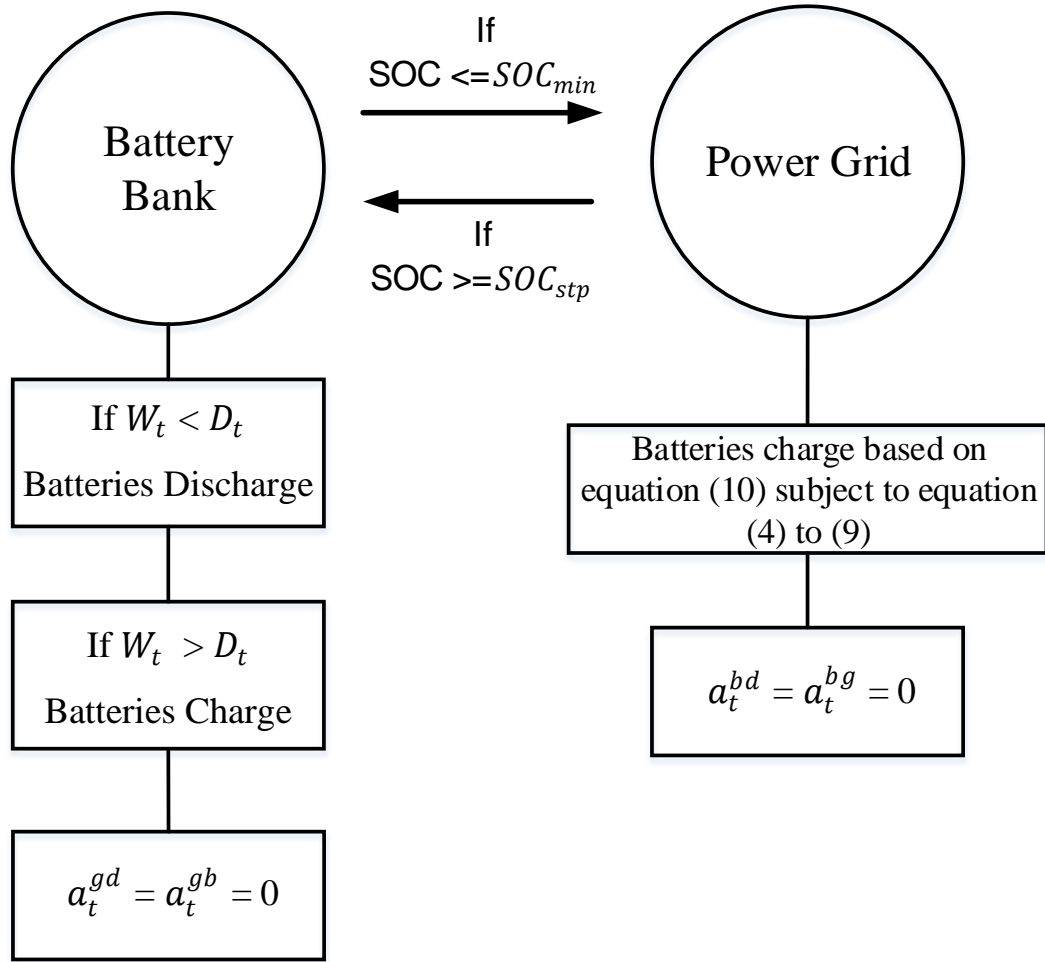 Battery
Bank
If
SOC <=SOC_min
If
SOC >=SOC_stp
Power Grid
If W_t < D_t
Batteries Discharge
If W_t > D_t
Batteries Charge
a_t^gd = a_t^gb = 0
Batteries charge based on
equation (10) subject to equation
(4) to (9)
a_t^bd = a_t^bg = 0